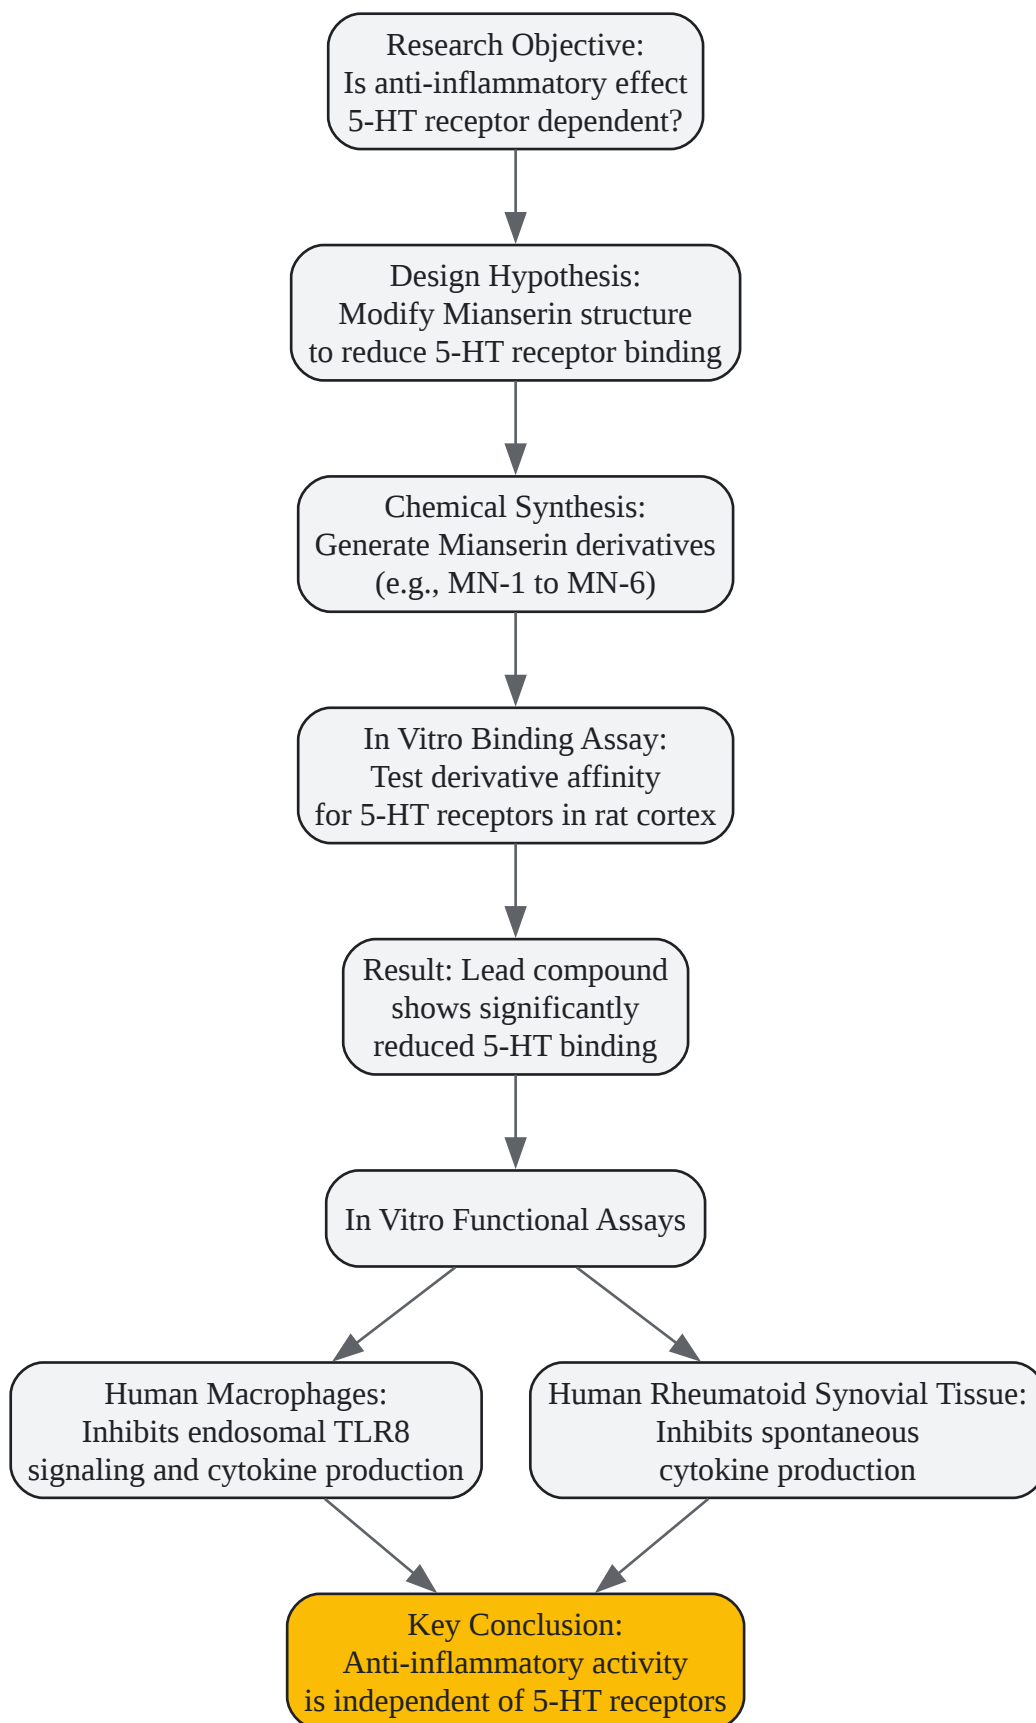 Research Objective:
Is anti-inflammatory effect
5-HT receptor dependent?
Design Hypothesis:
Modify Mianserin structure
to reduce 5-HT receptor binding
Chemical Synthesis:
Generate Mianserin derivatives
(e.g., MN-1 to MN-6)
In Vitro Binding Assay:
Test derivative affinity
for 5-HT receptors in rat cortex
Result: Lead compound
shows significantly
reduced 5-HT binding
In Vitro Functional Assays
Human Macrophages:
Inhibits endosomal TLR8
signaling and cytokine production
Human Rheumatoid Synovial Tissue:
Inhibits spontaneous
cytokine production
Key Conclusion:
Anti-inflammatory activity
is independent of 5-HT receptors